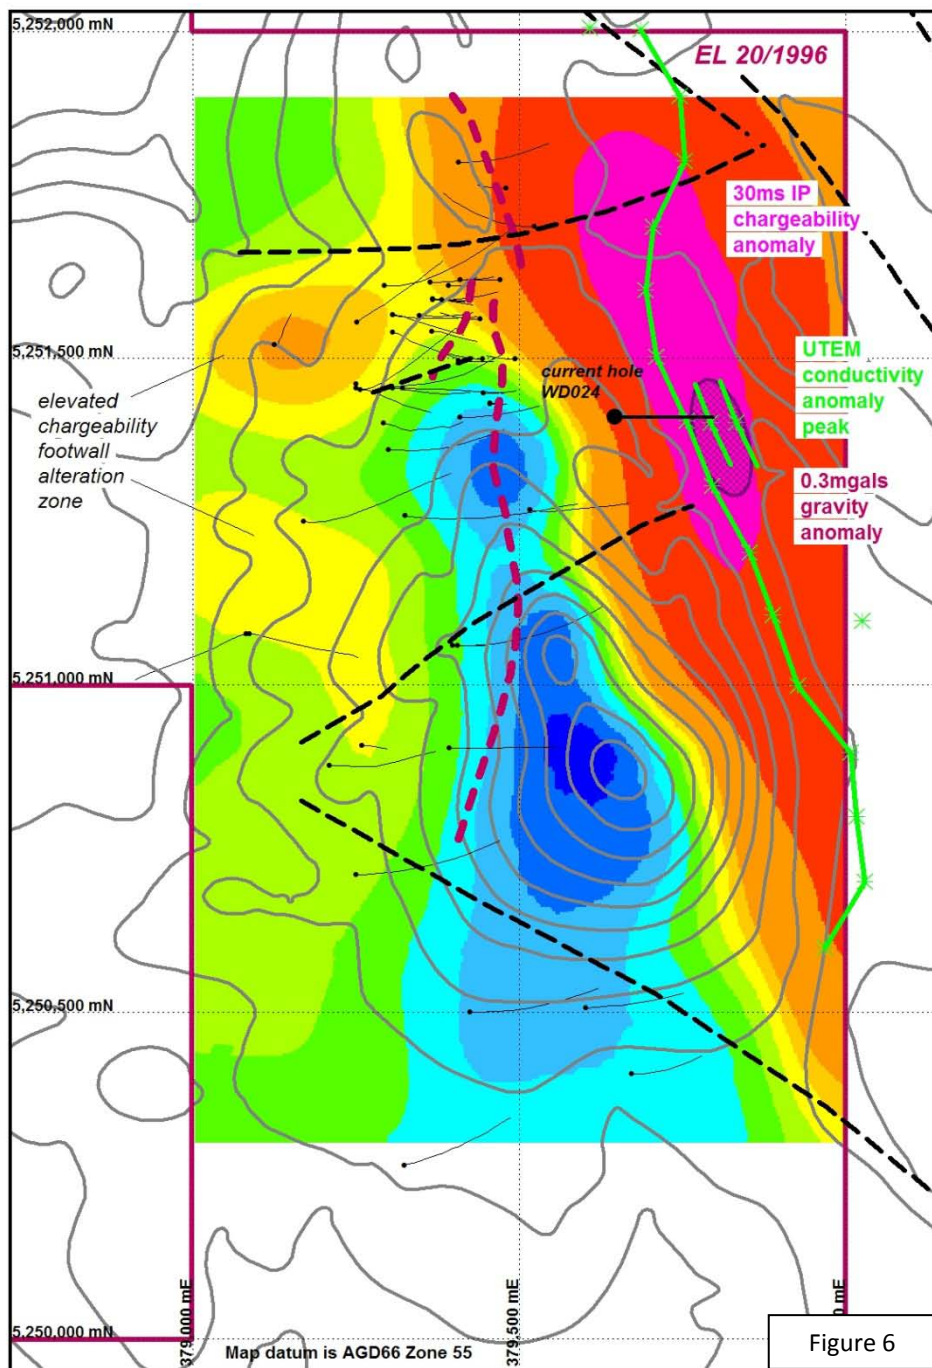 5,252,000 mN
EL 20/1996
30ms IP
chargeability
anomaly
5,251,500 mN
UTEM
conductivity
anomaly
peak
current hole
WD024
elevated
chargeability
footwall
alteration
zone
0.3mgals
gravity
anomaly
5,251,000 mN
5,250,500 mN
379,000 mE
379,500 mE
mE
5,250,000 mN
Map datum is AGD66 Zone 55
Figure 6